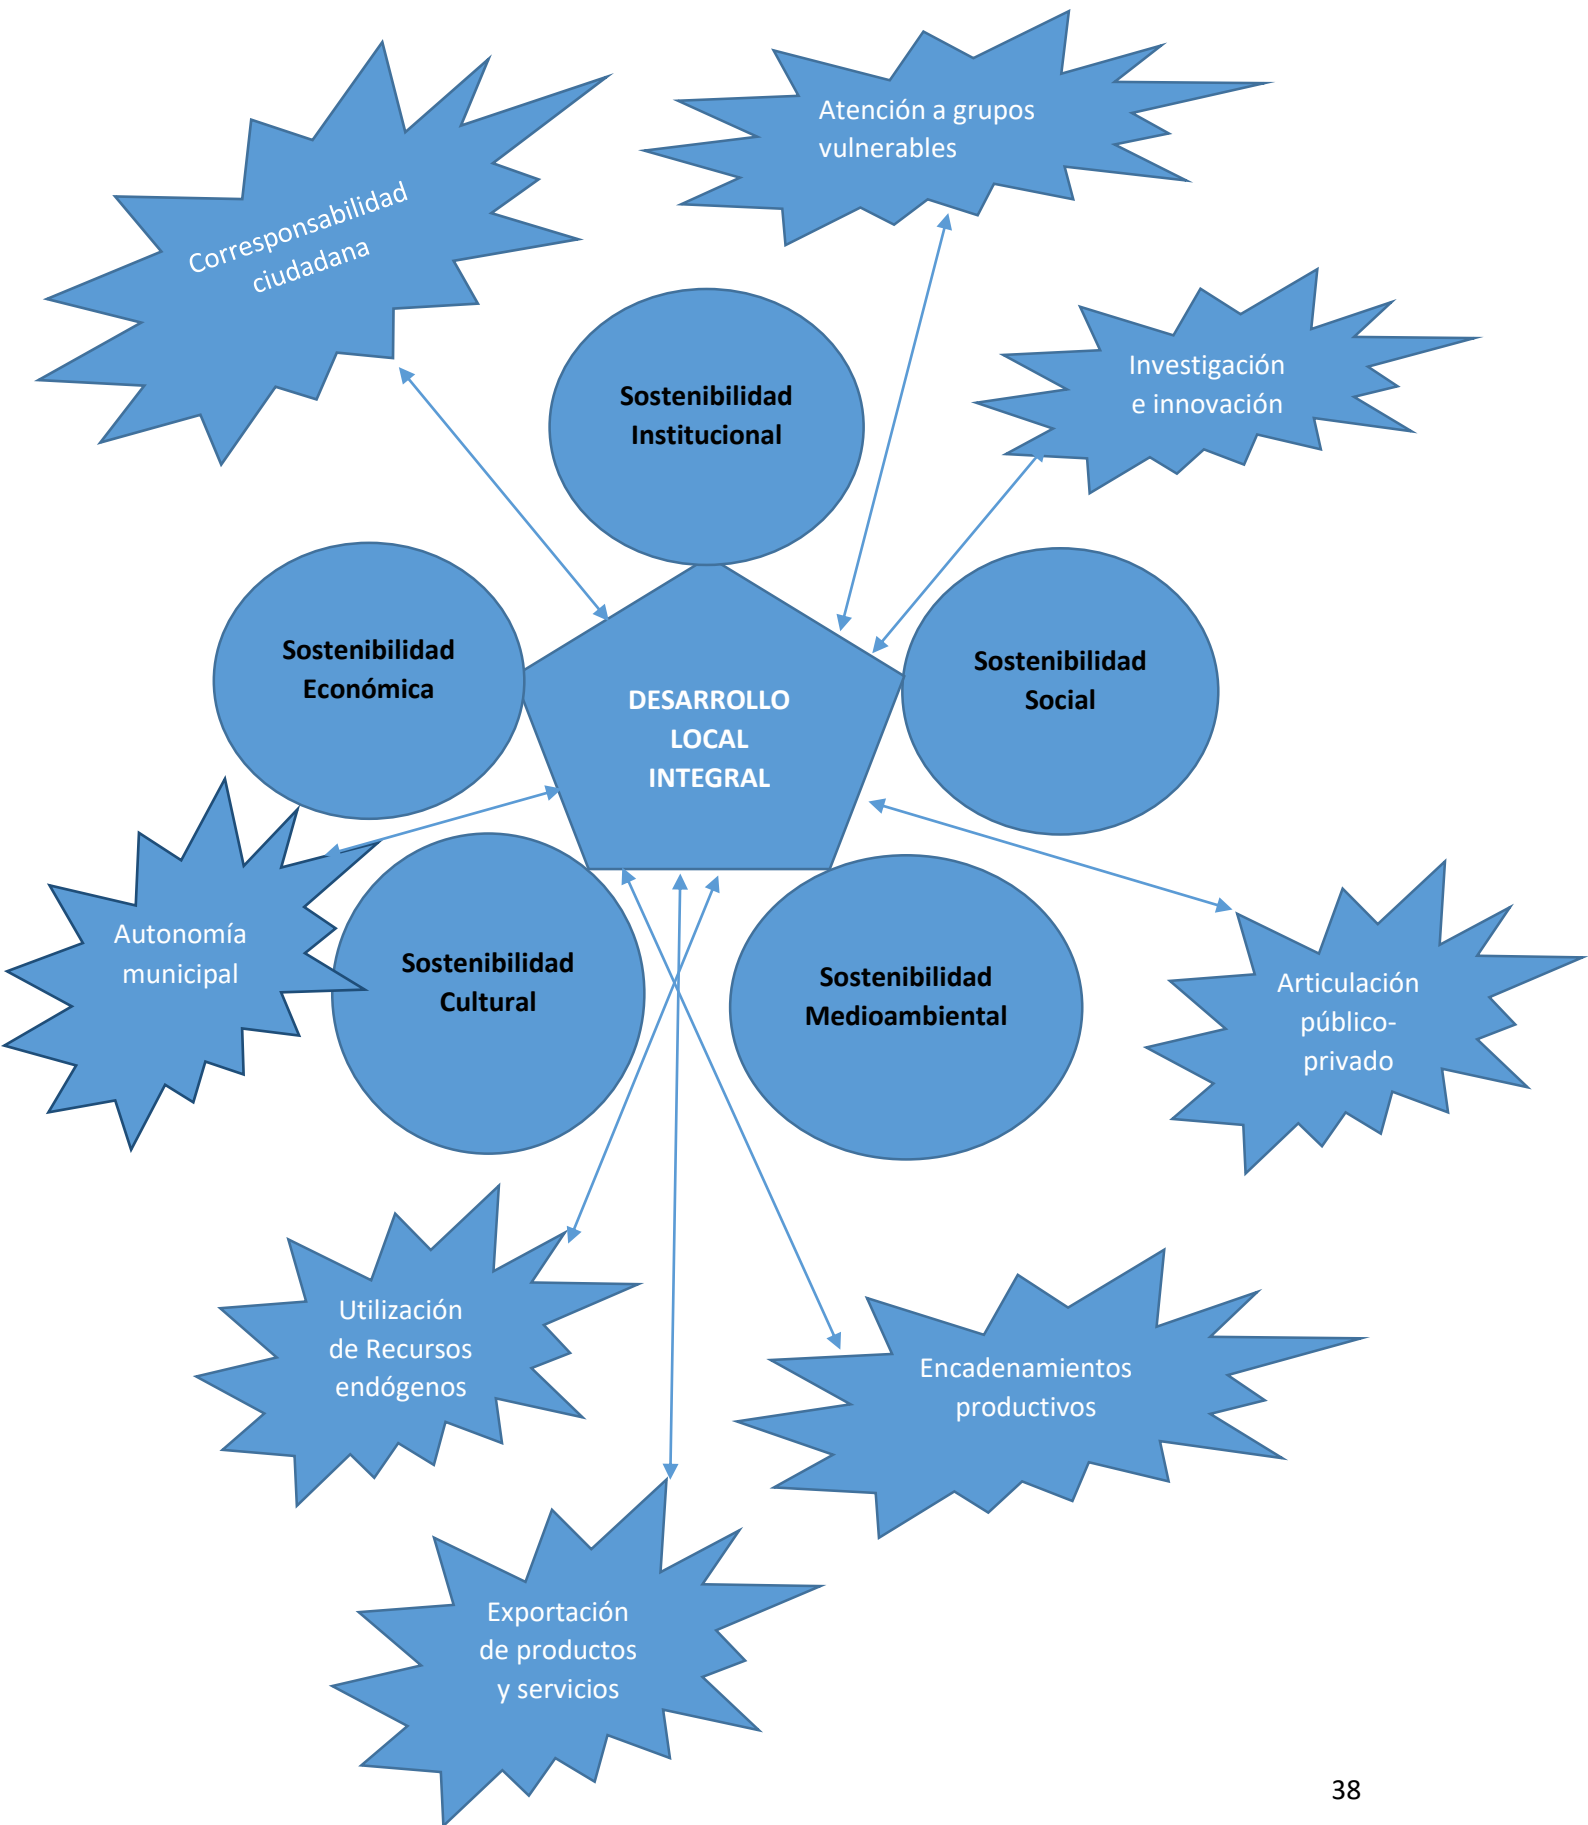 Atención a grupos
vulnerables
Corresponsabilidad
ciudadana
Investigación
e innovación
Sostenibilidad
Institucional
Sostenibilidad
Económica
Sostenibilidad
Social
DESARROLLO
LOCAL
INTEGRAL
Autonomía
municipal
Sostenibilidad
Cultural
Sostenibilidad
Medioambiental
Articulación
público-
privado
Utilización
de Recursos
endógenos
Encadenamientos
productivos
Exportación
de productos
y servicios
38